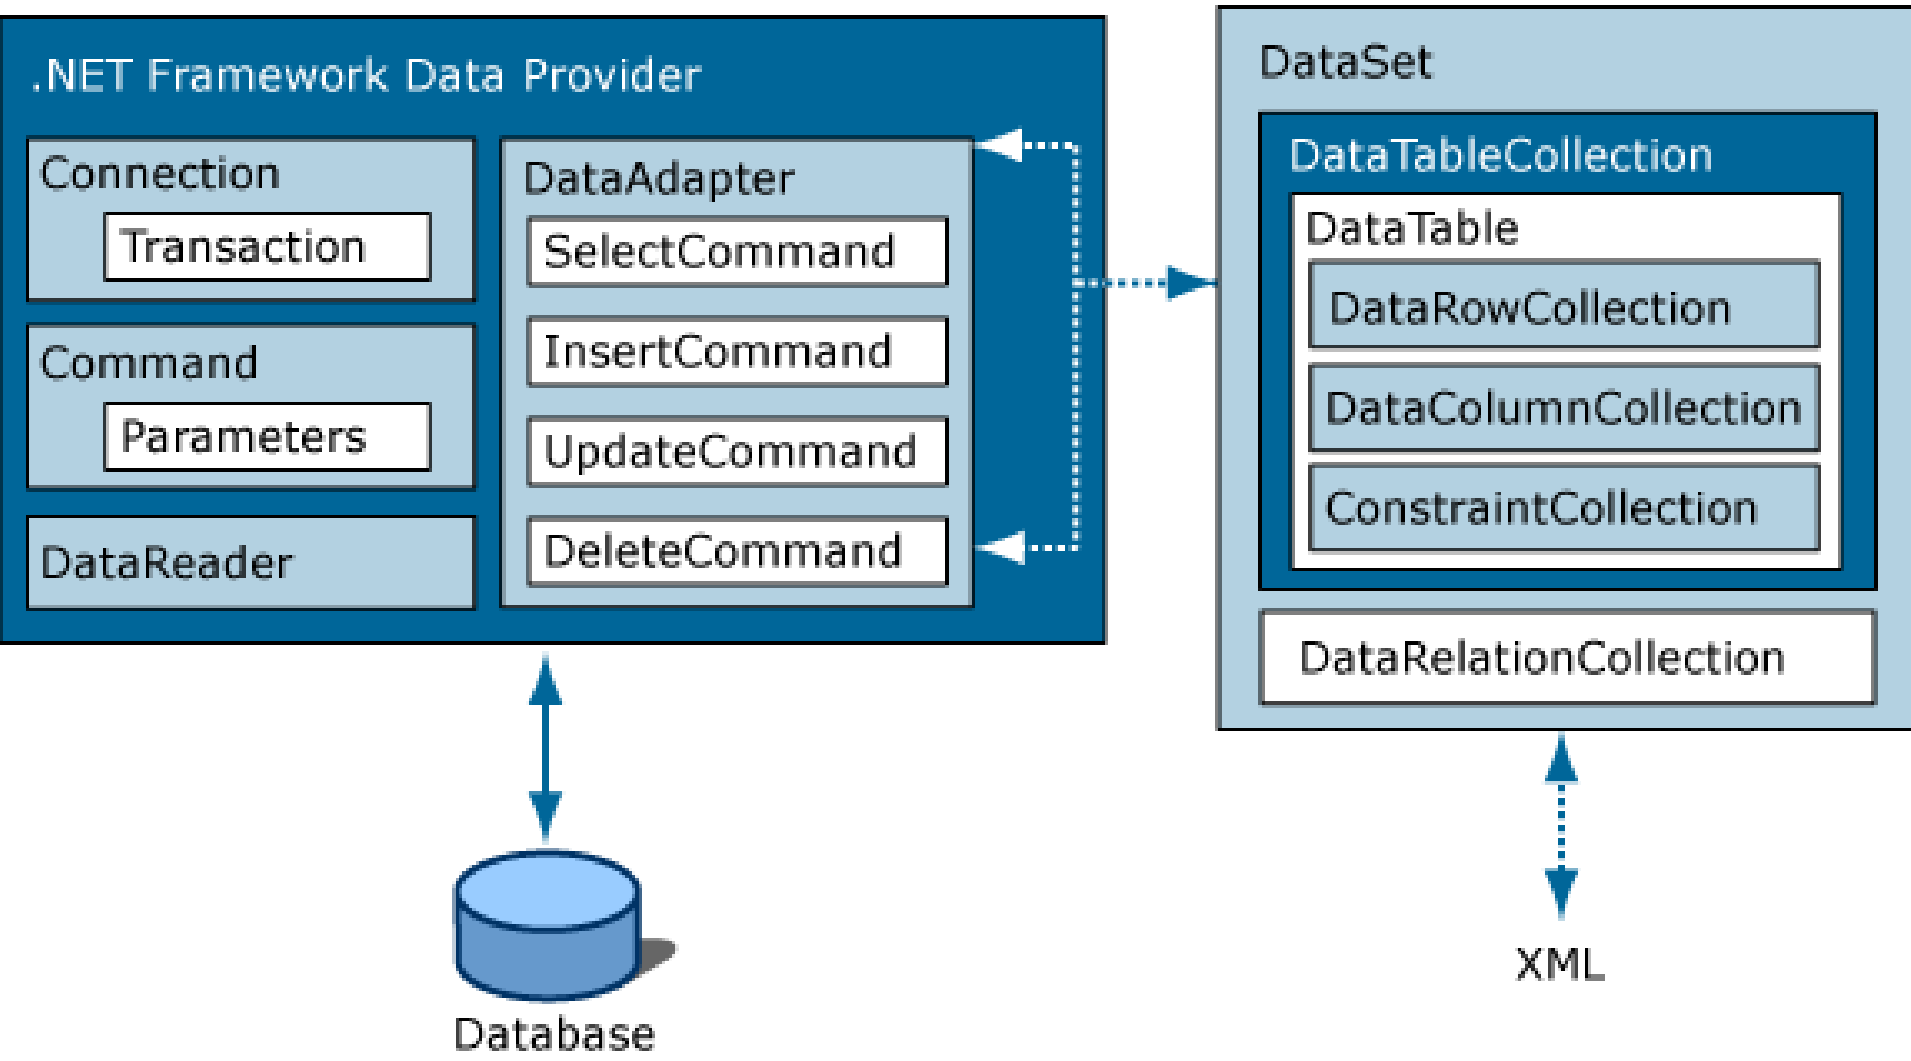 .NET Framework Data Provider
Connection
Transaction
Command
Parameters
DataReader
DataAdapter
SelectCommand
InsertCommand
UpdateCommand
DeleteCommand
DataSet
DataTableCollection
DataTable
DataRowCollection
DataColumnCollection
ConstraintCollection
DataRelationCollection
Database
XML